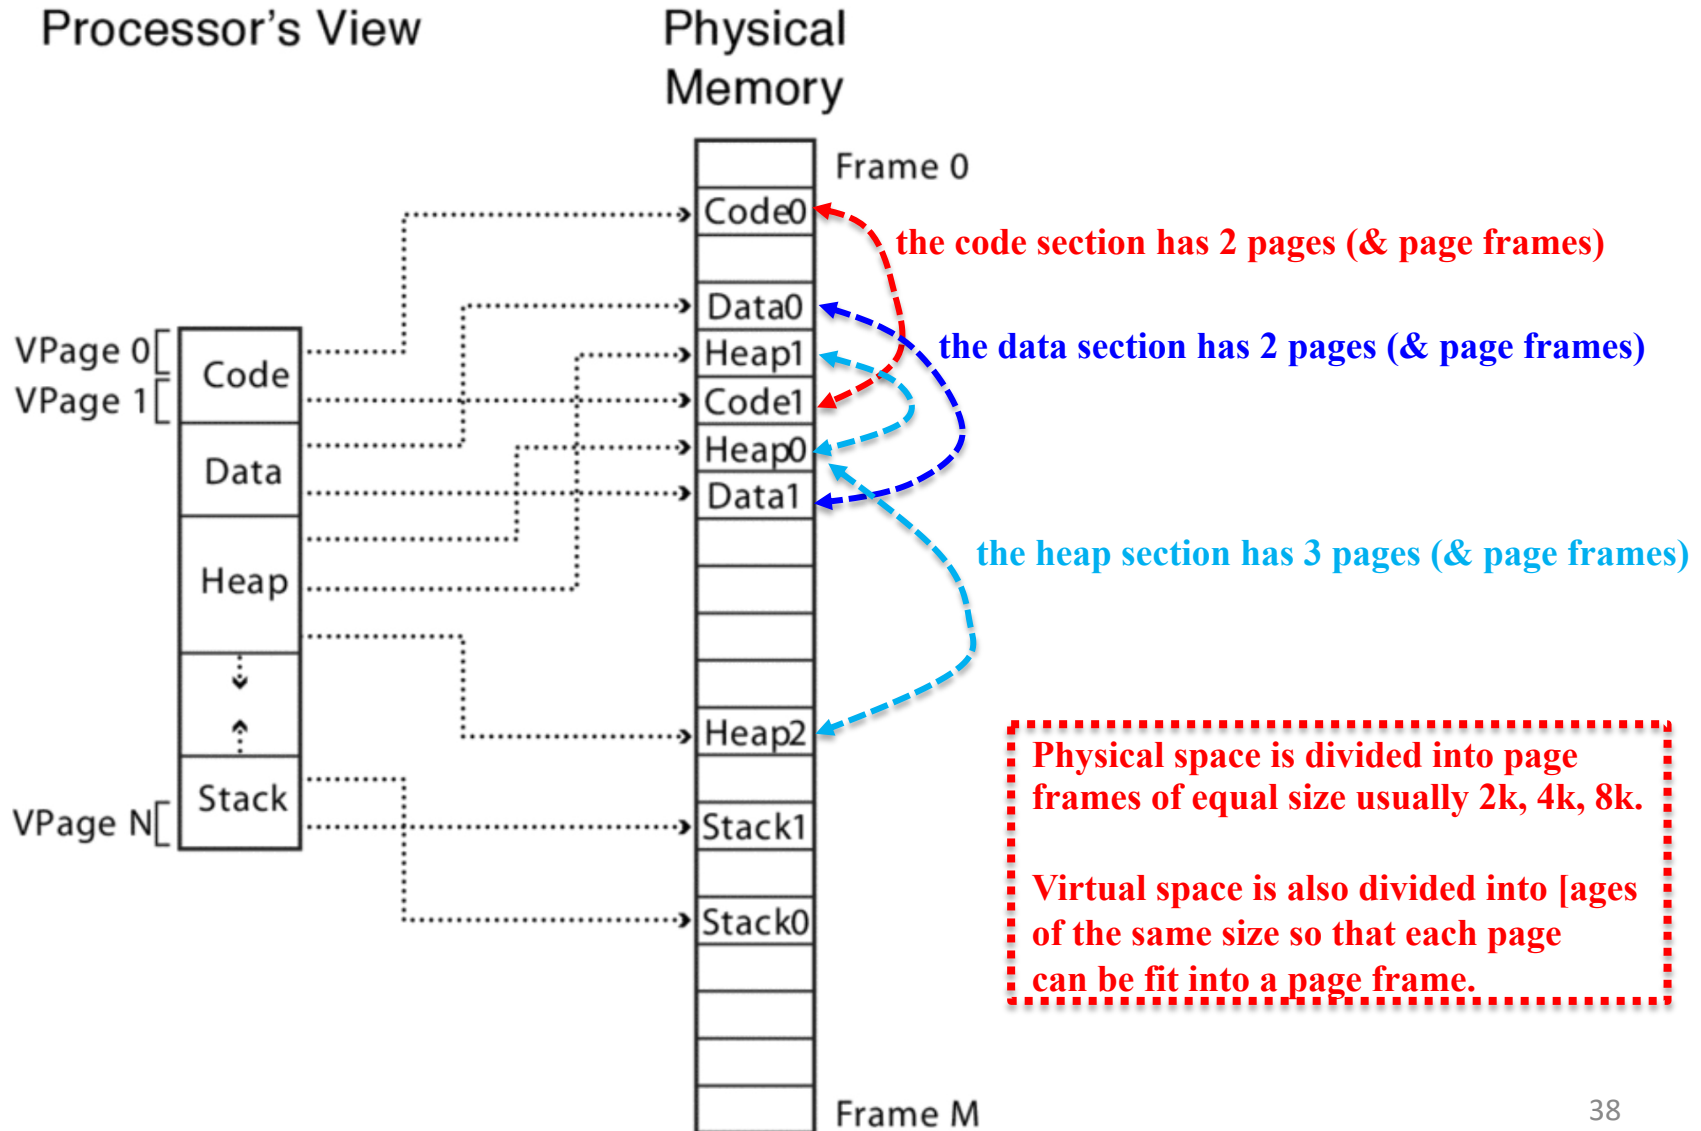 Processor's View
Physical
Memory
Frame 0
Code0
the code section has 2 pages (& page frames)
Data0
VPage 0
Heap1
the data section has 2 pages (& page frames)
Code
VPage 1
Code1
Heap0
Data
Data1
the heap section has 3 pages (& page frames)
Heap
Heap2
Physical space is divided into page
frames of equal size usually 2k, 4k, 8k.
Stack
VPage N
Stack1
Virtual space is also divided into [ages
of the same size so that each page
can be fit into a page frame.
Stack0
Frame M
38